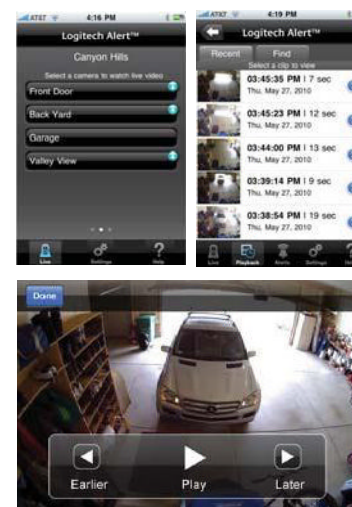 AT&T 4:16 PM
Logitech Alert™
Canyon Hills
Select a camera to watch live video
Front Door
Back Yard
Garage
Valley View
Live Settings Help
AT&T 4:19 PM
Logitech Alert™
Recent Find
Select a clip to view
03:45:35 PM | 7 sec
Thu, May 27, 2010
03:45:23 PM | 12 sec
Thu, May 27, 2010
03:44:00 PM | 13 sec
Thu, May 27, 2010
03:39:14 PM | 9 sec
Thu, May 27, 2010
03:38:54 PM | 19 sec
Thu, May 27, 2010
Live Playback Alerts Settings Help
Done
Earlier Play Later